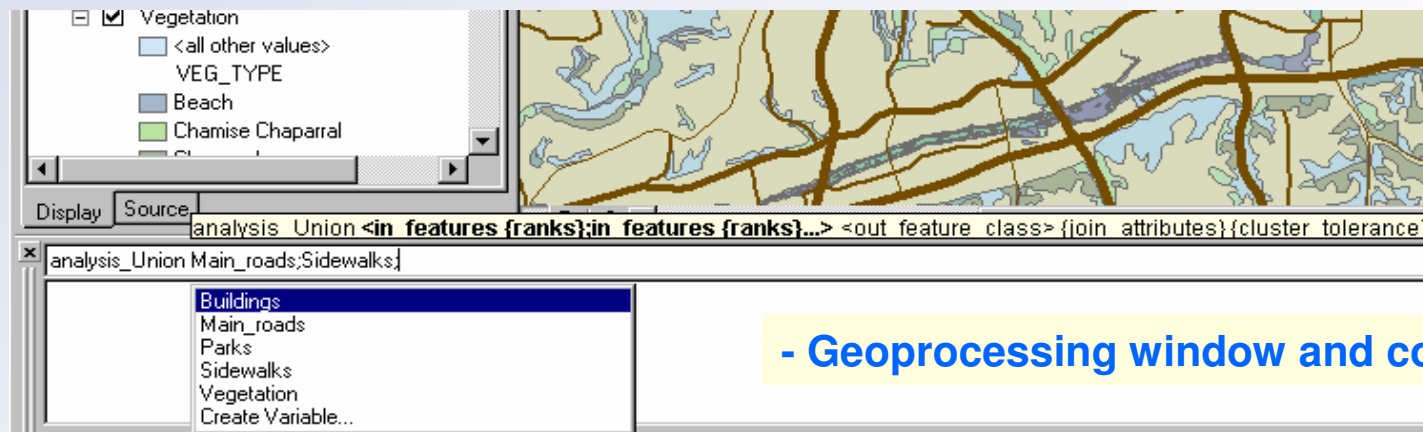 Vegetation
<all other values>
VEG_TYPE
Beach
Chamise Chaparral
Display Source
analysis_Union <in_features {ranks};in_features {ranks}...> <out_feature_class> {join_attributes} {cluster_tolerance}
analysis_Union Main_roads;Sidewalks;
Buildings
Main_roads
Parks
Sidewalks
Vegetation
Create Variable...
- Geoprocessing window and